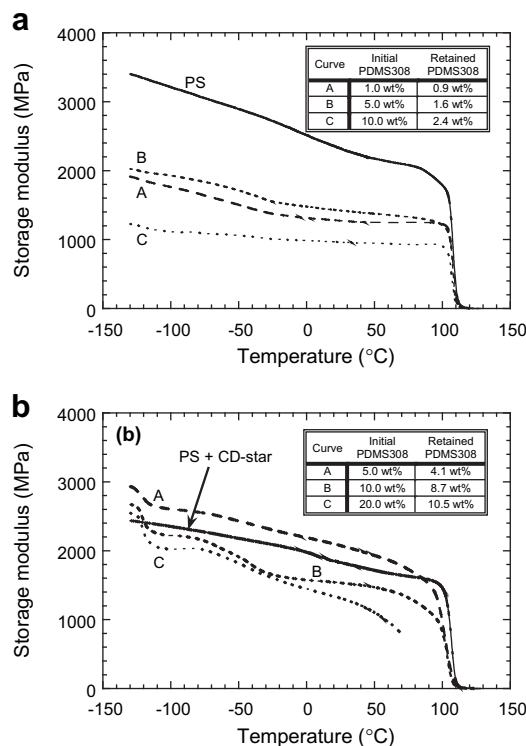 a
4000
3000
2000
1000
0
Storage modulus (MPa)
PS
B
A
C
Curve Initial PDMS308 Retained PDMS308
A 1.0 wt% 0.9 wt%
B 5.0 wt% 1.6 wt%
C 10.0 wt% 2.4 wt%
-150 -100 -50 0 50 100 150
Temperature (°C)
b
(b)
4000
3000
2000
1000
0
Storage modulus (MPa)
PS + CD-star
A
C
B
Curve Initial PDMS308 Retained PDMS308
A 5.0 wt% 4.1 wt%
B 10.0 wt% 8.7 wt%
C 20.0 wt% 10.5 wt%
-150 -100 -50 0 50 100 150
Temperature (°C)